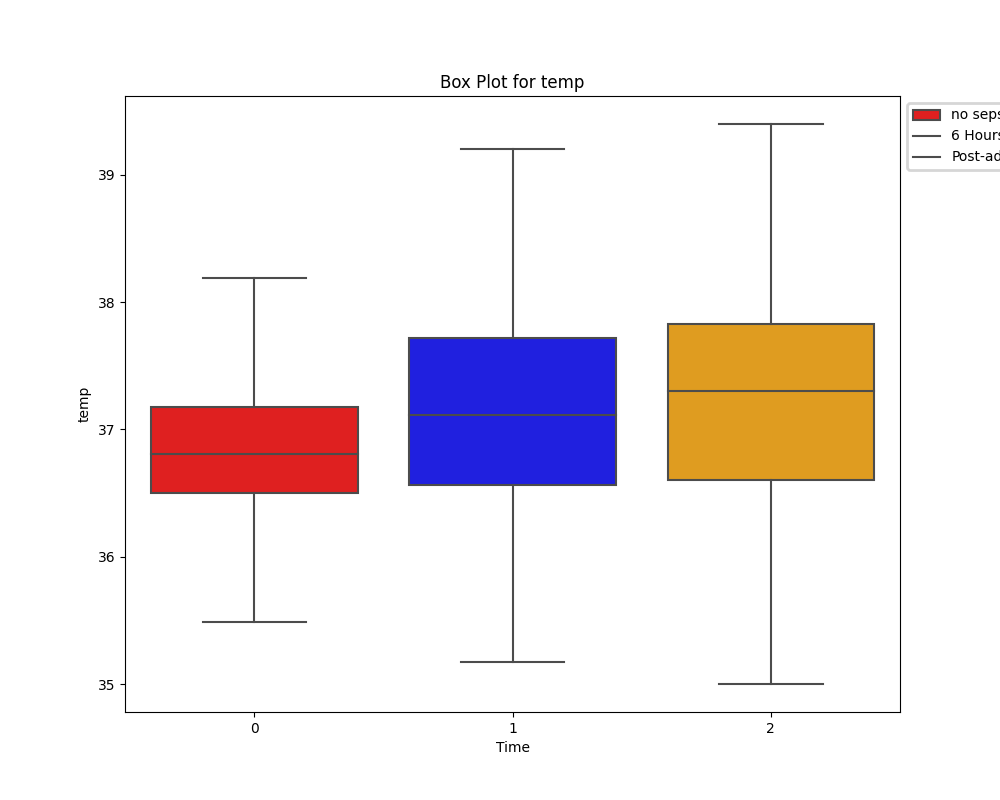 Box Plot for temp
no seps
6 Hours
Post-ad
39
38
37
36
35
temp
0 1 2
Time